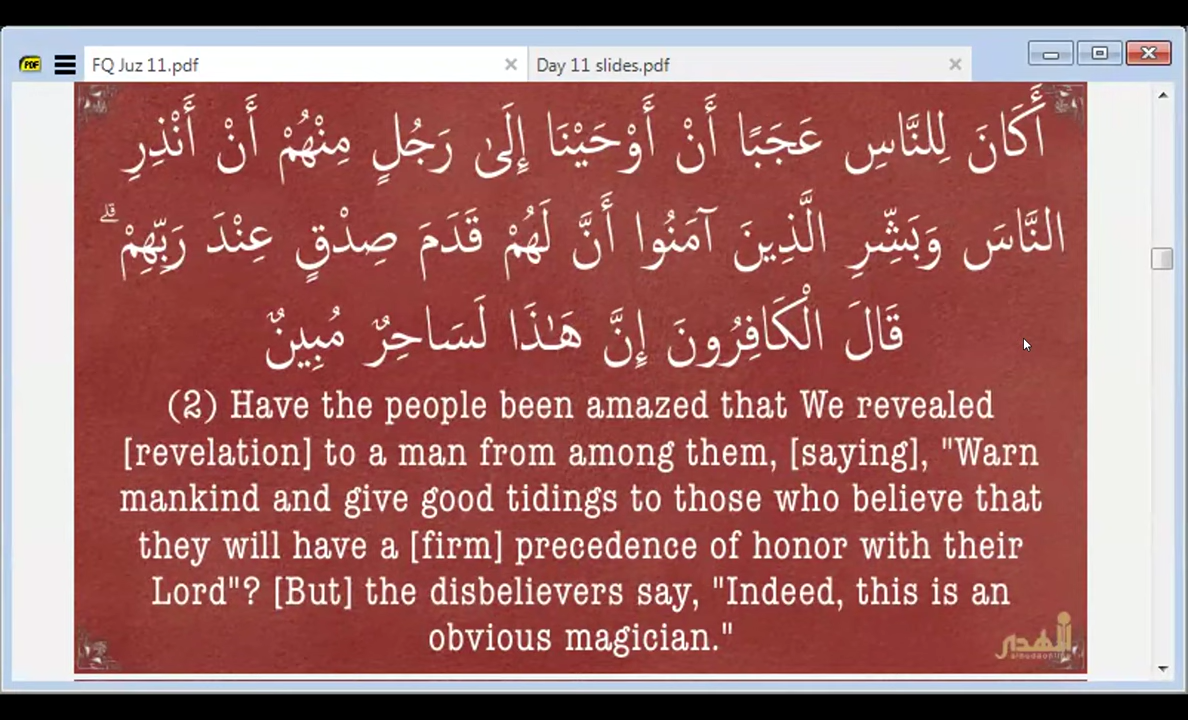 FQ Juz 11.pdf
Day 11 slides.pdf
أَكَانَ لِلنَّاسِ عَجَبًا أَنْ أَوْحَيْنَا إِلَىٰ رَجُلٍ مِنْهُمْ أَنْ أَنْذِرِ
النَّاسَ وَبَشِّرِ الَّذِينَ آمَنُوا أَنَّ لَهُمْ قَدَمَ صِدْقٍ عِنْدَ رَبِّهِمْ ۗ
قَالَ الْكَافِرُونَ إِنَّ هَـٰذَا لَسَاحِرٌ مُبِينٌ
(2) Have the people been amazed that We revealed
[revelation] to a man from among them, [saying], "Warn
mankind and give good tidings to those who believe that
they will have a [firm] precedence of honor with their
Lord"? [But] the disbelievers say, "Indeed, this is an
obvious magician."
الهدى